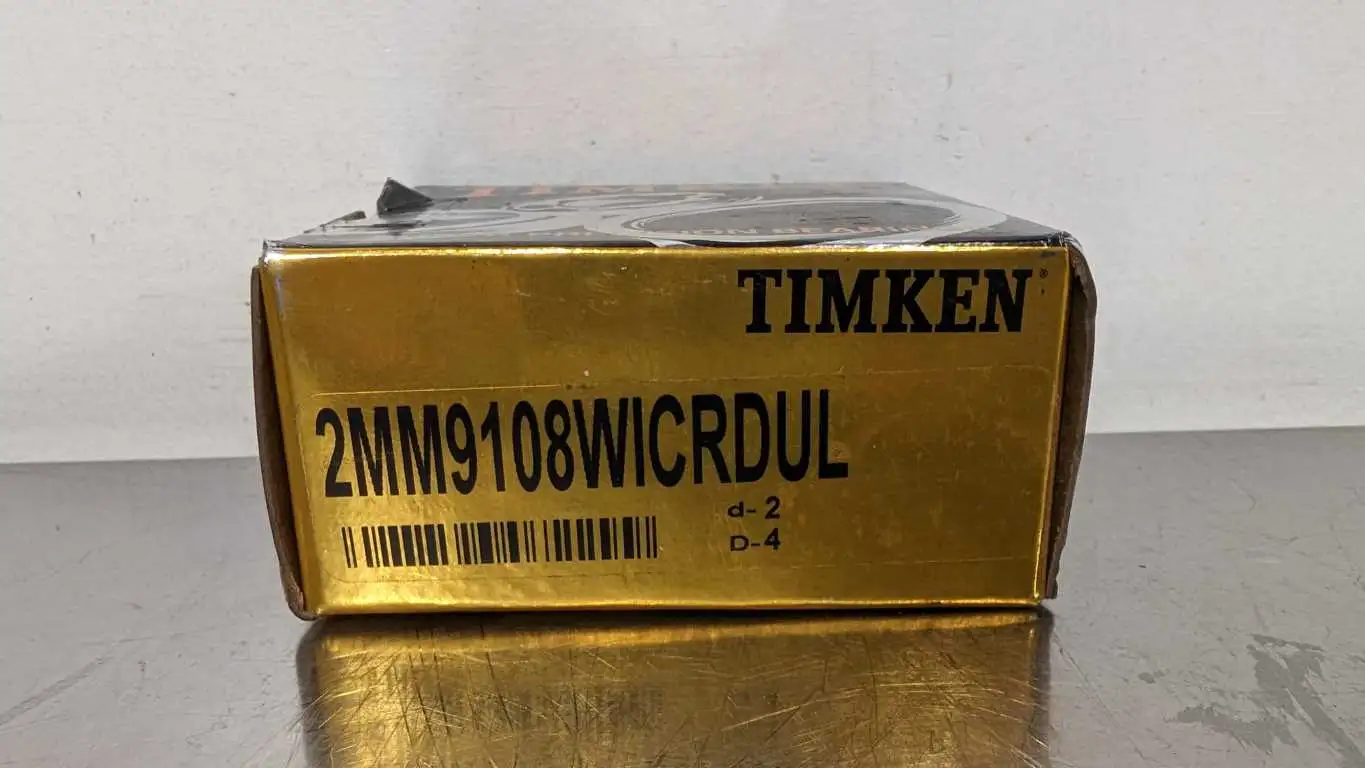 TIMKEN®
2MM9108WICRDUL
d-2
D-4